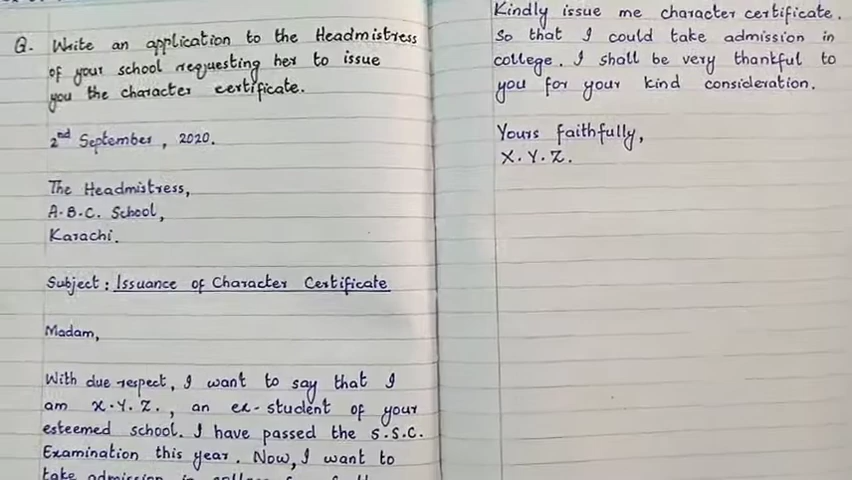 Q. Write an application to the Headmistress
of your school requesting her to issue
you the character certificate.
2nd September, 2020.
The Headmistress,
A.B.C. School,
Karachi.
Subject: Issuance of Character Certificate
Madam,
With due respect, I want to say that I
am X.Y.Z., an ex-student of your
esteemed school. I have passed the S.S.C.
Examination this year. Now, I want to
take admission in college
Kindly issue me character certificate.
So that I could take admission in
college. I shall be very thankful to
you for your kind consideration.
Yours faithfully,
X.Y.Z.